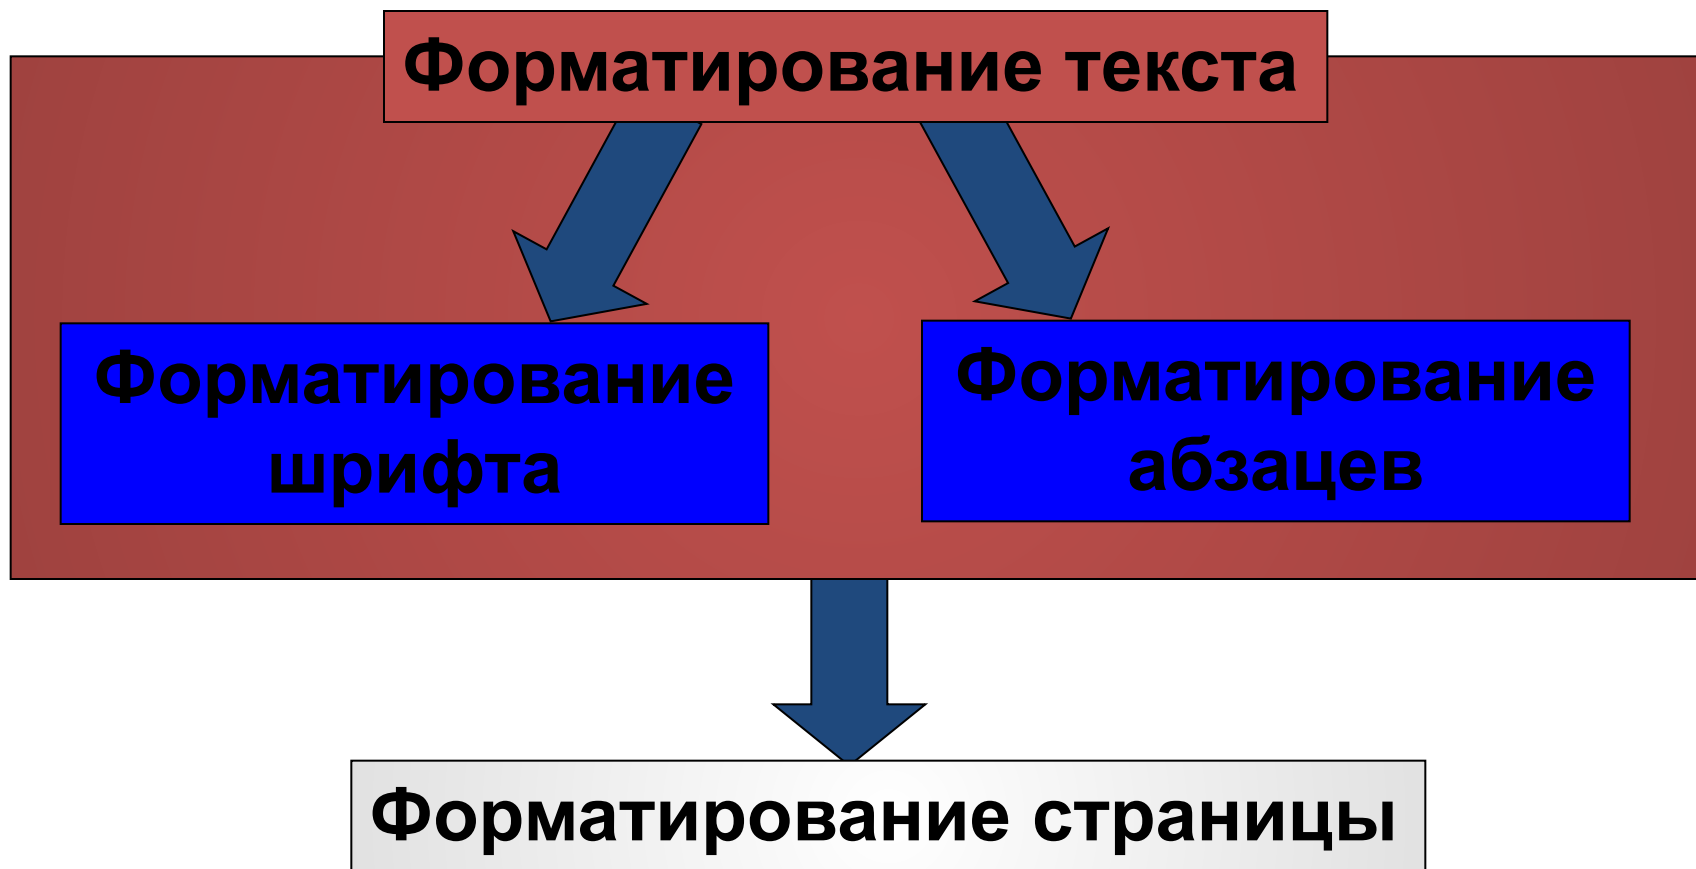 Форматирование текста
Форматирование
шрифта
Форматирование
абзацев
Форматирование страницы